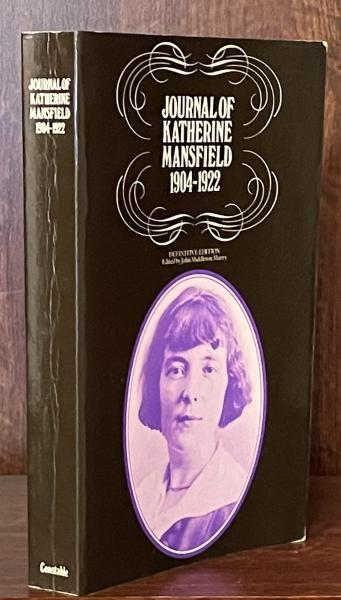 JOURNAL OF
KATHERINE
MANSFIELD
1904-1922
Constable
JOURNAL OF
KATHERINE
MANSFIELD
1904-1922
DEFINITIVE EDITION
Edited by John Middleton Murry